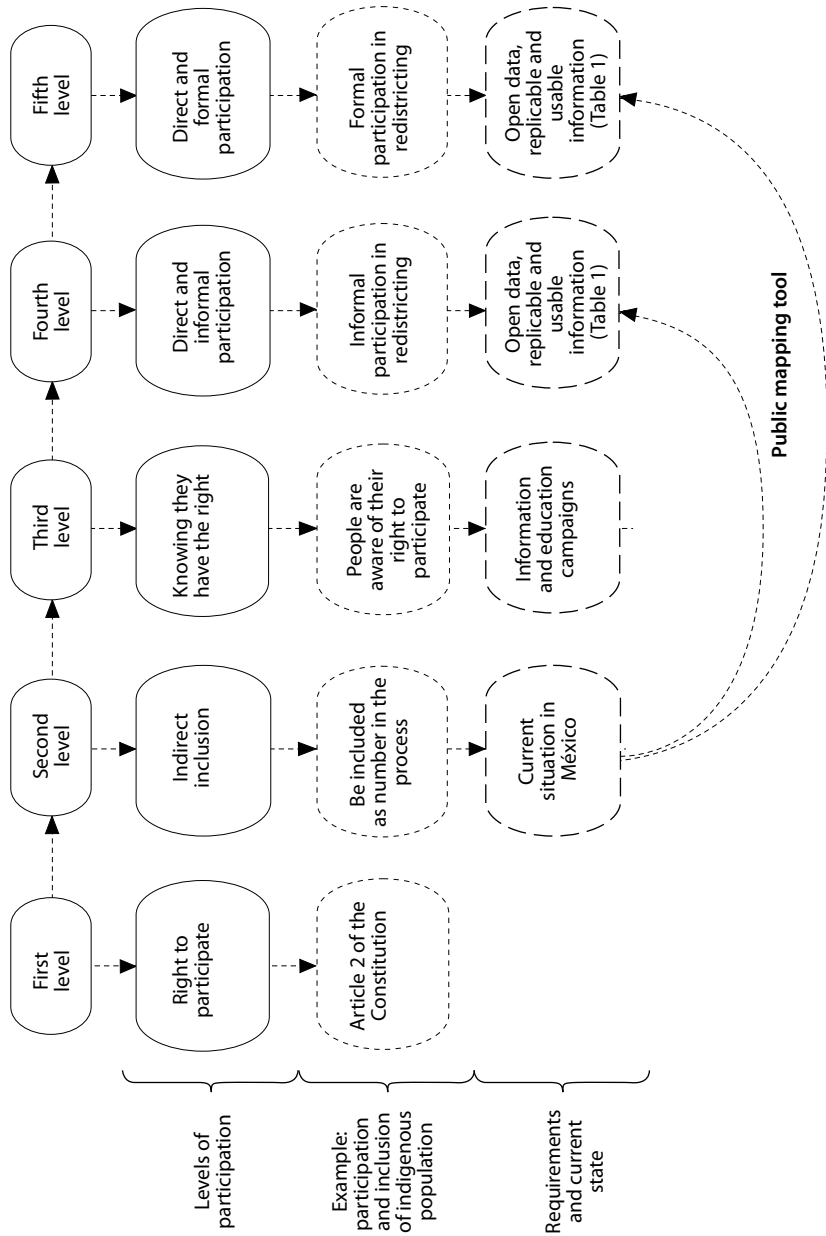 First
level
Second
level
Third
level
Fourth
level
Fifth
level
Levels of
participation
Right to
participate
Indirect
inclusion
Knowing they
have the right
Direct and
informal
participation
Direct and
formal
participation
Example:
participation
and inclusion
of indigenous
population
Article 2 of the
Constitution
Be included
as number in the
process
People are
aware of their
right to
participate
Informal
participation in
redistricting
Formal
participation in
redistricting
Requirements
and current
state
Current
situation in
México
Information
and education
campaigns
Open data,
replicable and
usable
information
(Table 1)
Open data,
replicable and
usable
information
(Table 1)
Public mapping tool